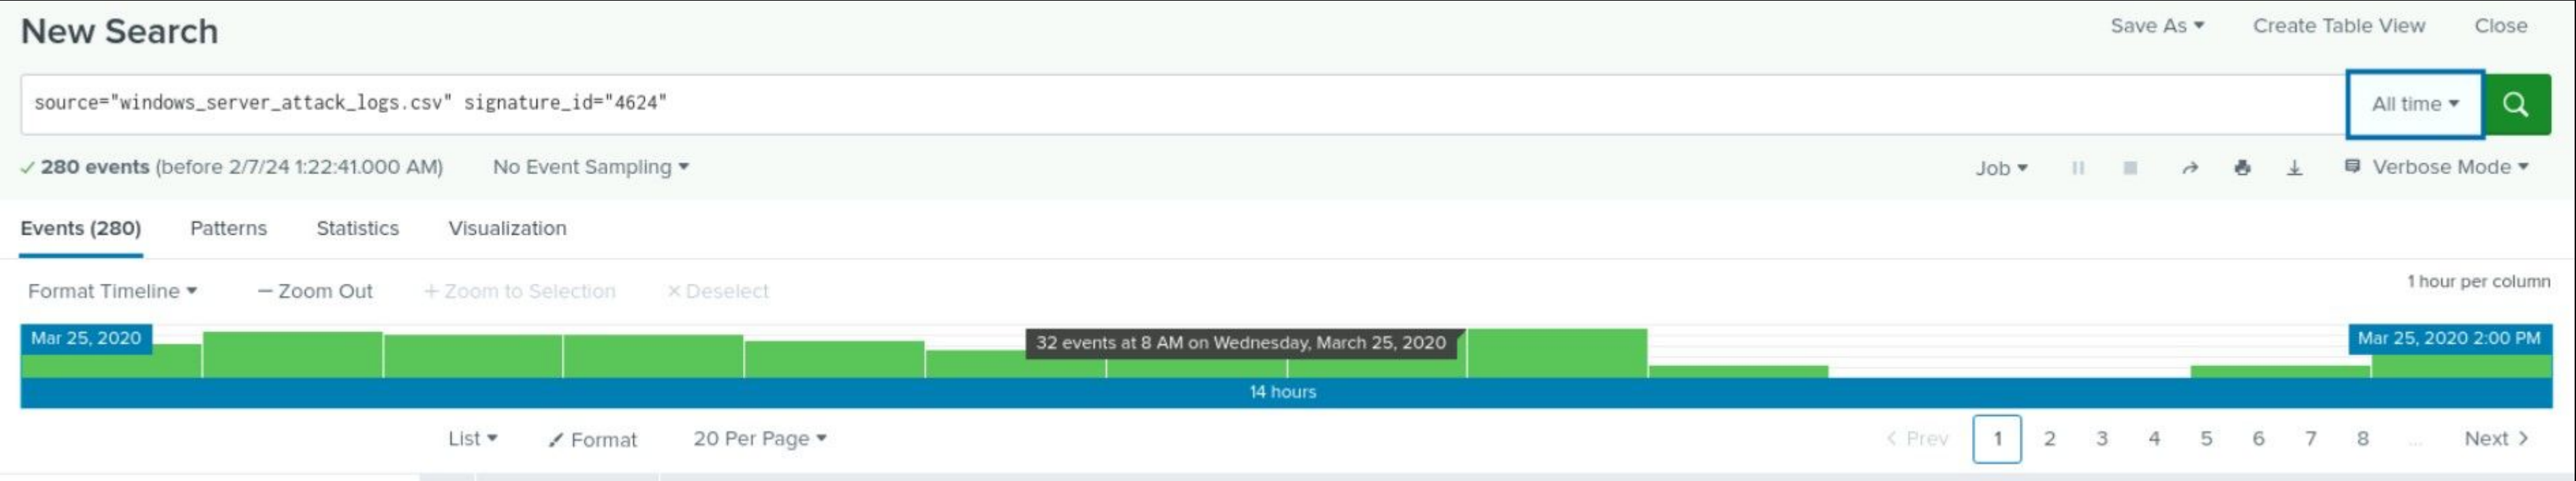 New Search
Save As Create Table View Close
source="windows_server_attack_logs.csv" signature_id="4624"
All time
280 events (before 2/7/24 1:22:41.000 AM) No Event Sampling
Job Verbose Mode
Events (280) Patterns Statistics Visualization
Format Timeline — Zoom Out + Zoom to Selection × Deselect
1 hour per column
Mar 25, 2020
32 events at 8 AM on Wednesday, March 25, 2020
Mar 25, 2020 2:00 PM
14 hours
List Format 20 Per Page
< Prev 1 2 3 4 5 6 7 8 ... Next >